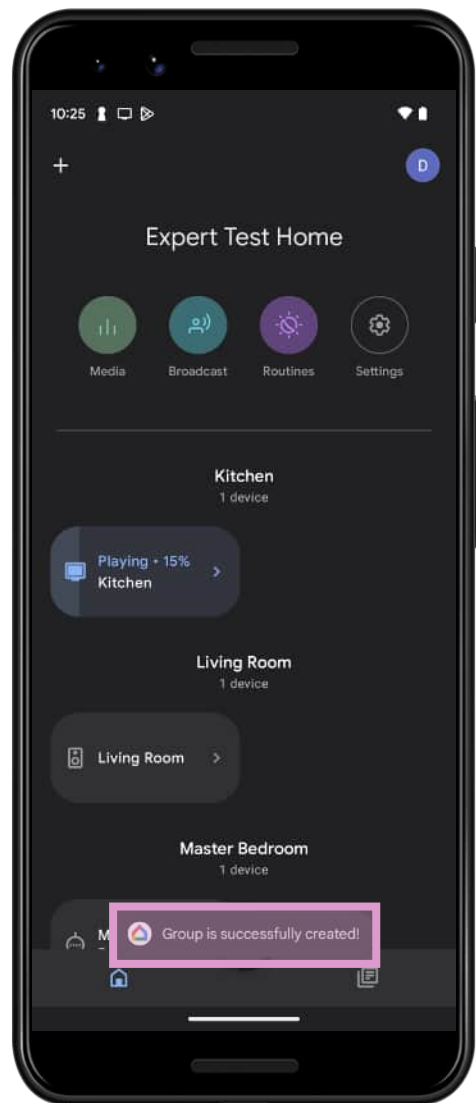 10:25
D
Expert Test Home
Media
Broadcast
Routines
Settings
Kitchen
1 device
Playing • 15%
Kitchen
Living Room
1 device
Living Room
Master Bedroom
1 device
Group is successfully created!